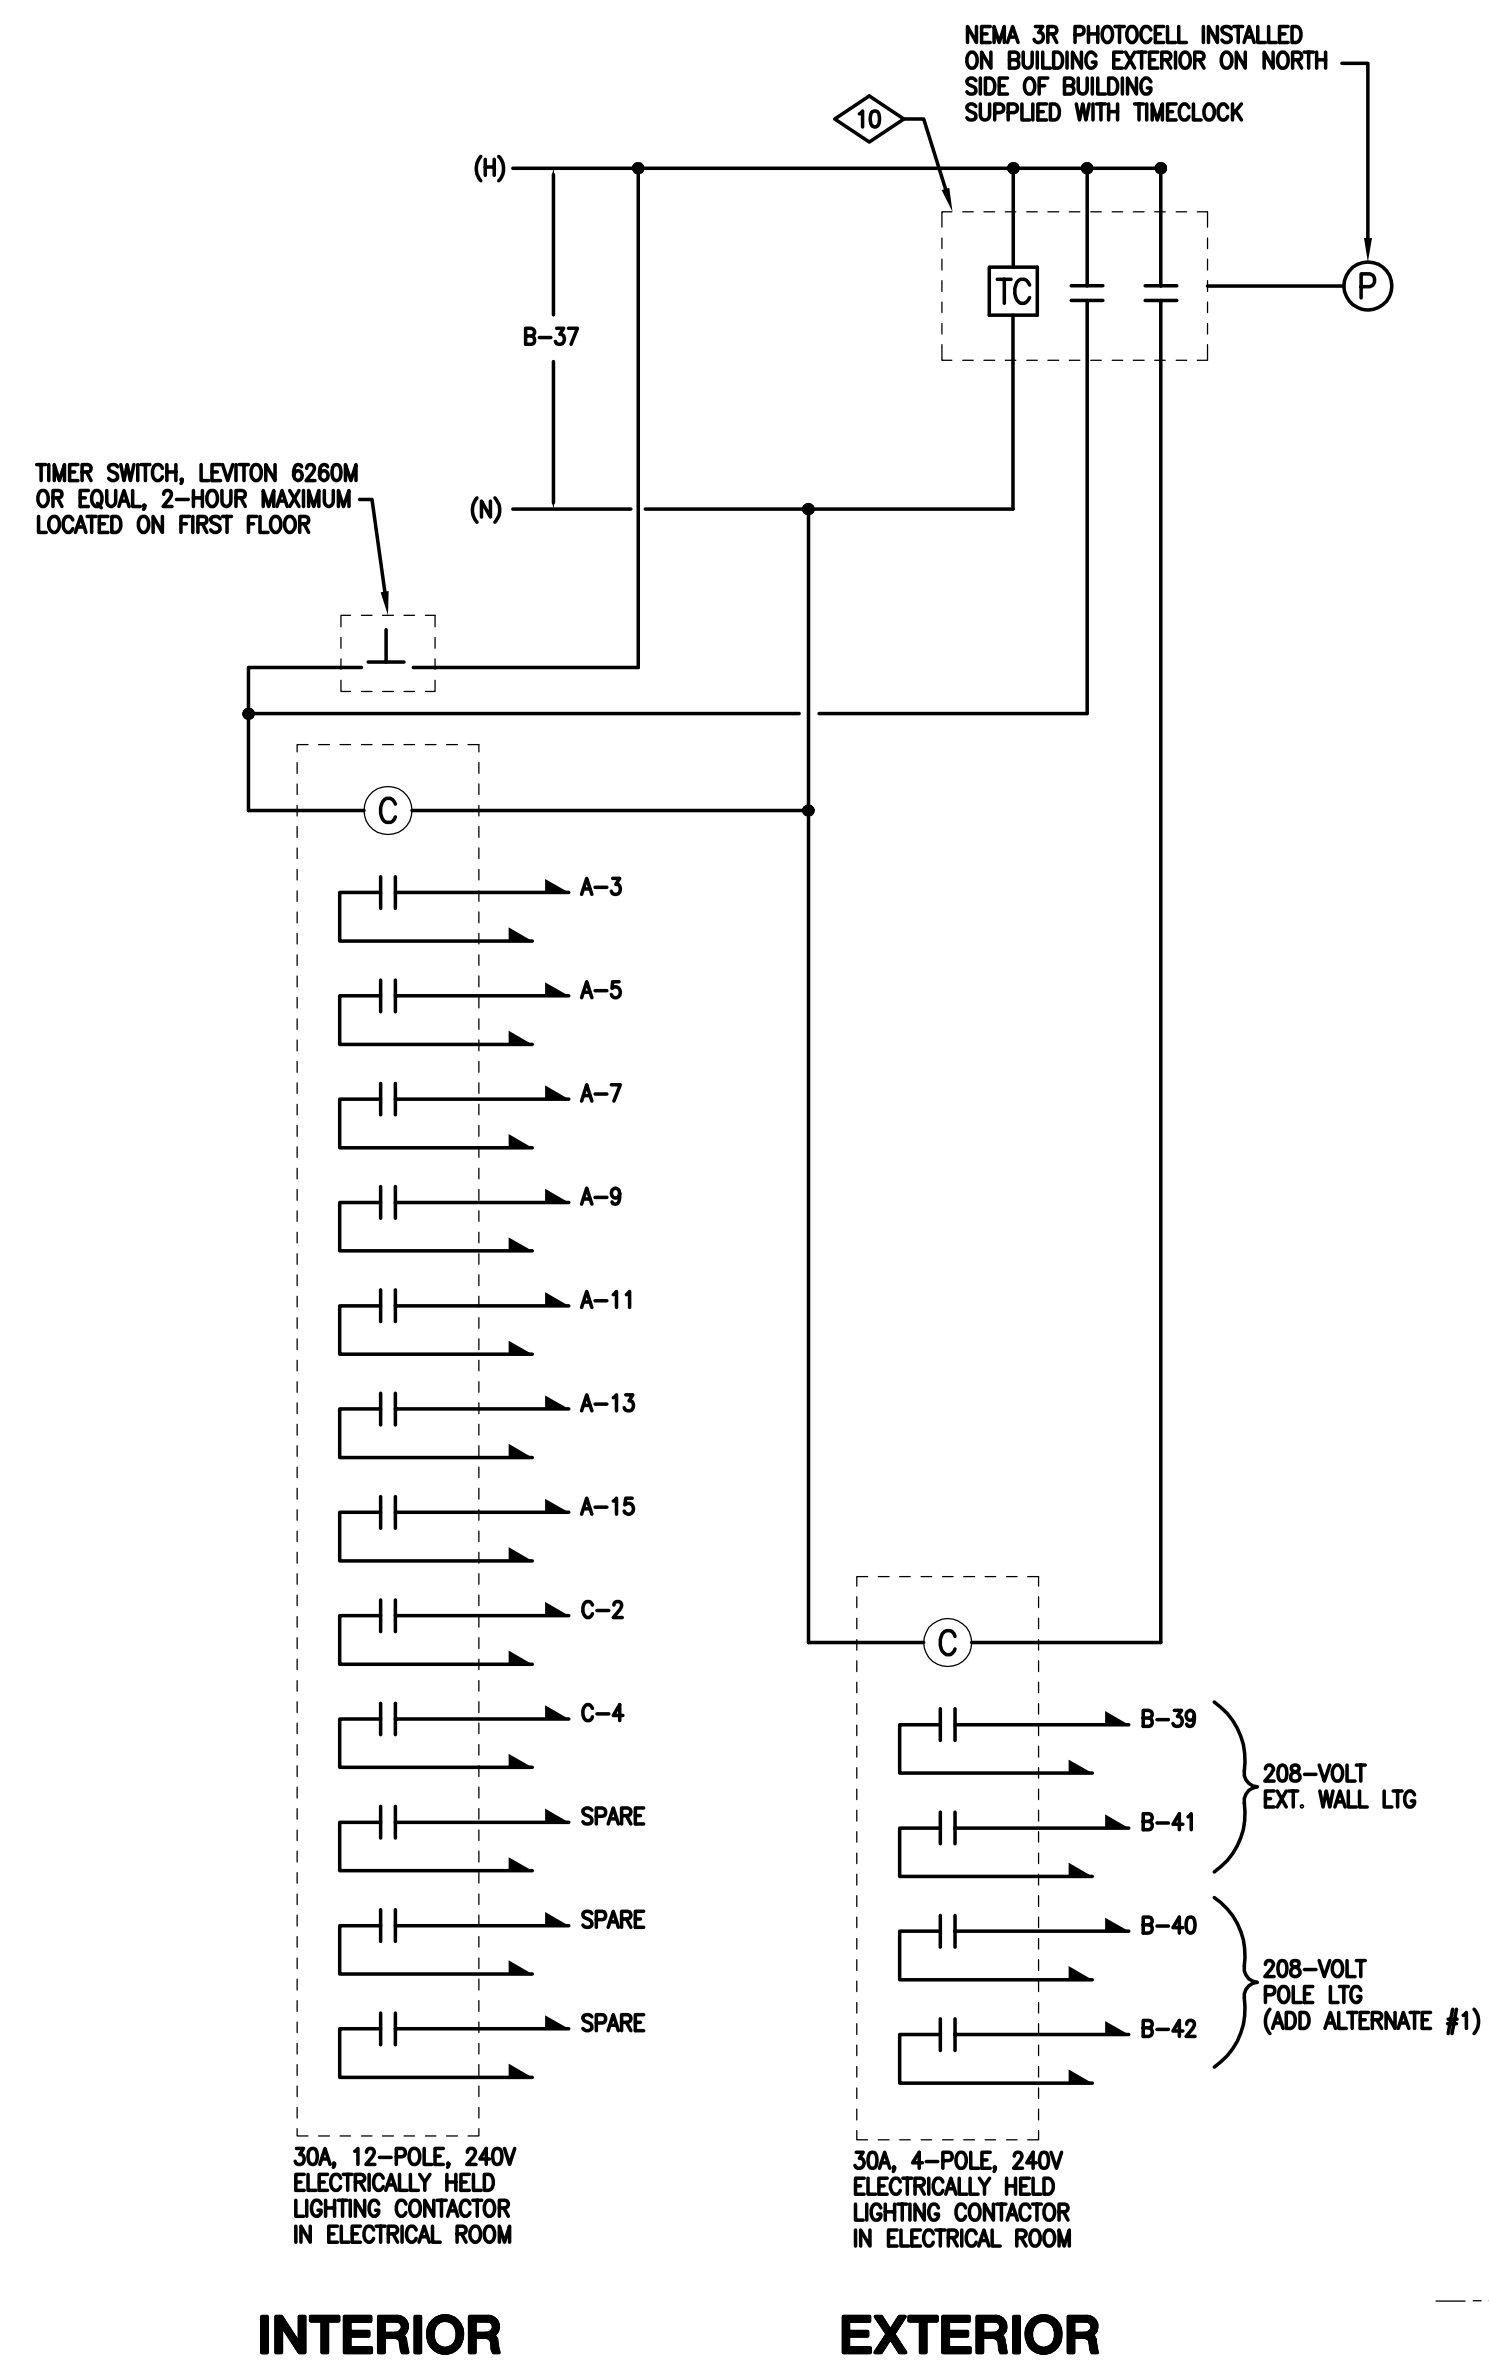 NEMA 3R PHOTOCELL INSTALLED
ON BUILDING EXTERIOR ON NORTH
SIDE OF BUILDING
SUPPLIED WITH TIMECLOCK
10
(H)
TC
P
B-37
TIMER SWITCH, LEVITON 6260M
OR EQUAL, 2-HOUR MAXIMUM
LOCATED ON FIRST FLOOR
(N)
C
A-3
A-5
A-7
A-9
A-11
A-13
A-15
C-2
C-4
SPARE
SPARE
SPARE
30A, 12-POLE, 240V
ELECTRICALLY HELD
LIGHTING CONTACTOR
IN ELECTRICAL ROOM
INTERIOR
C
B-39
B-41
208-VOLT
EXT. WALL LTG
B-40
B-42
208-VOLT
POLE LTG
(ADD ALTERNATE #1)
30A, 4-POLE, 240V
ELECTRICALLY HELD
LIGHTING CONTACTOR
IN ELECTRICAL ROOM
EXTERIOR